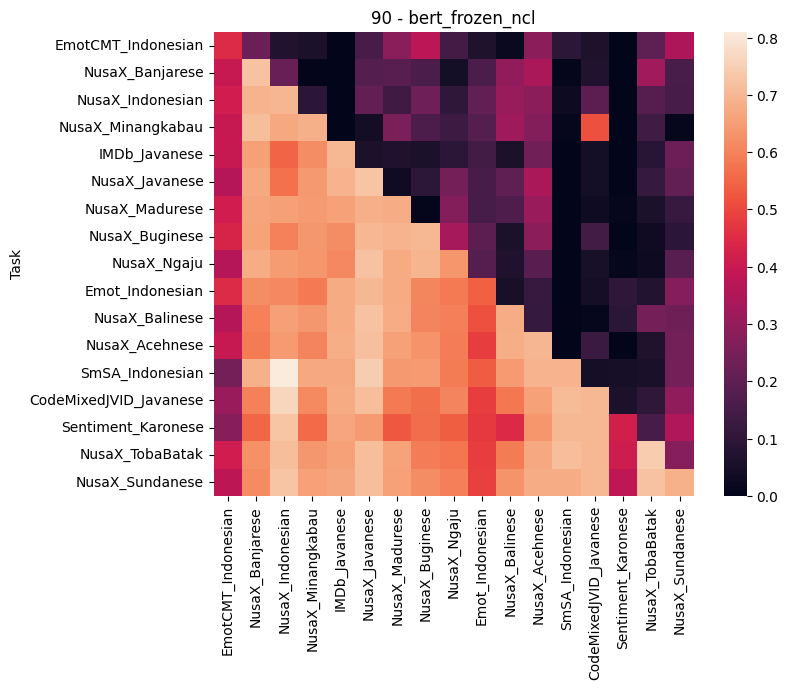 90 - bert_frozen_ncl
Task
EmotCMT_Indonesian
NusaX_Banjarese
NusaX_Indonesian
NusaX_Minangkabau
IMDb_Javanese
NusaX_Javanese
NusaX_Madurese
NusaX_Buginese
NusaX_Ngaju
Emot_Indonesian
NusaX_Balinese
NusaX_Acehnese
SmSA_Indonesian
CodeMixedJVID_Javanese
Sentiment_Karonese
NusaX_TobaBatak
NusaX_Sundanese
EmotCMT_Indonesian
NusaX_Banjarese
NusaX_Indonesian
NusaX_Minangkabau
IMDb_Javanese
NusaX_Javanese
NusaX_Madurese
NusaX_Buginese
NusaX_Ngaju
Emot_Indonesian
NusaX_Balinese
NusaX_Acehnese
SmSA_Indonesian
CodeMixedJVID_Javanese
Sentiment_Karonese
NusaX_TobaBatak
NusaX_Sundanese
0.8
0.7
0.6
0.5
0.4
0.3
0.2
0.1
0.0